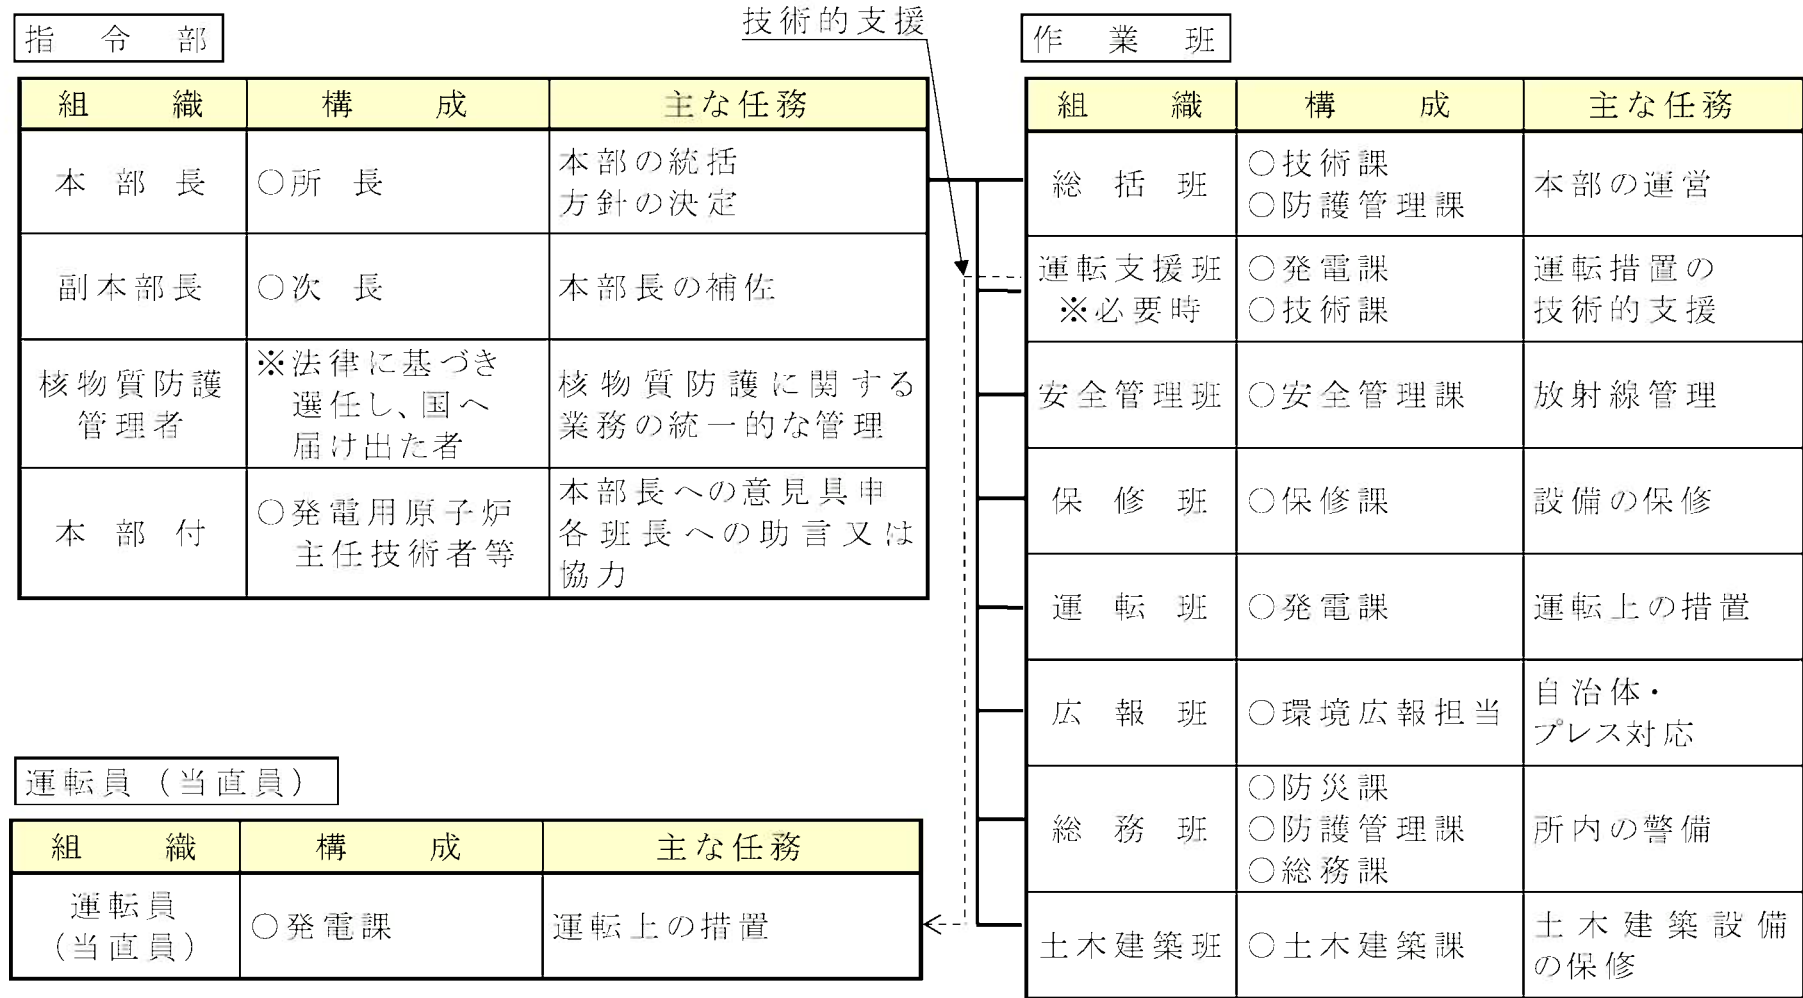 技術的支援
指令部
組織 構成 主な任務
本部長 ○所長 本部の統括
方針の決定
副本部長 ○次長 本部長の補佐
核物質防護
管理者
※法律に基づき
選任し、国へ
届け出た者
核物質防護に関する
業務の統一的な管理
本部付
○発電用原子炉
主任技術者等
本部長への意見具申
各班長への助言又は
協力
運転員（当直員）
組織 構成 主な任務
運転員
（当直員）
○発電課
運転上の措置
作業班
組織 構成 主な任務
総括班
○技術課
○防護管理課
本部の運営
運転支援班
※必要時
○発電課
○技術課
運転措置の
技術的支援
安全管理班 ○安全管理課 放射線管理
保修班 ○保修課 設備の保修
運転班 ○発電課 運転上の措置
広報班 ○環境広報担当
自治体・
プレス対応
総務班
○防災課
○防護管理課
○総務課
所内の警備
土木建築班 ○土木建築課
土木建築設備
の保修